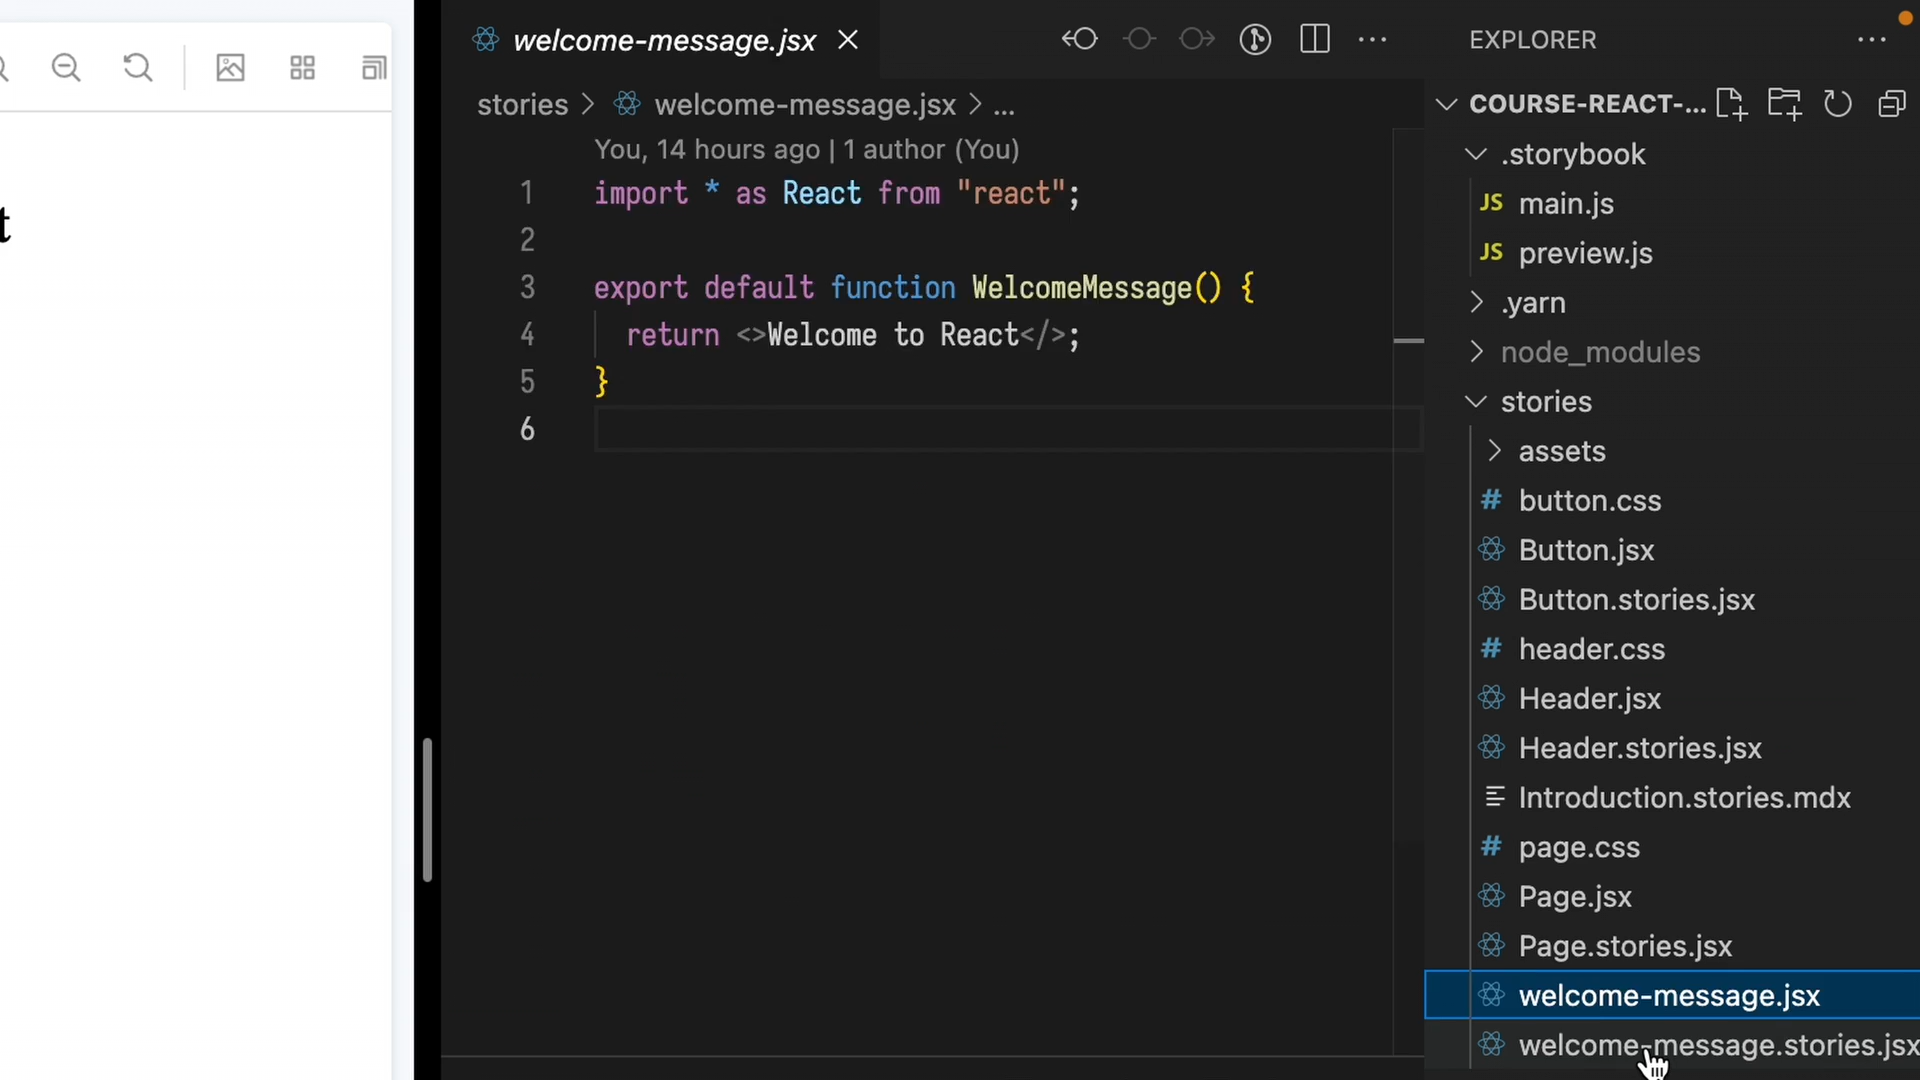 t
welcome-message.jsx
stories > welcome-message.jsx > ...
You, 14 hours ago | 1 author (You)
1 import * as React from "react";
2
3 export default function WelcomeMessage() {
4 return <>Welcome to React</>;
5 }
6
EXPLORER
COURSE-REACT-...
.storybook
JS main.js
JS preview.js
.yarn
node_modules
stories
assets
# button.css
Button.jsx
Button.stories.jsx
# header.css
Header.jsx
Header.stories.jsx
Introduction.stories.mdx
# page.css
Page.jsx
Page.stories.jsx
welcome-message.jsx
welcome-message.stories.jsx